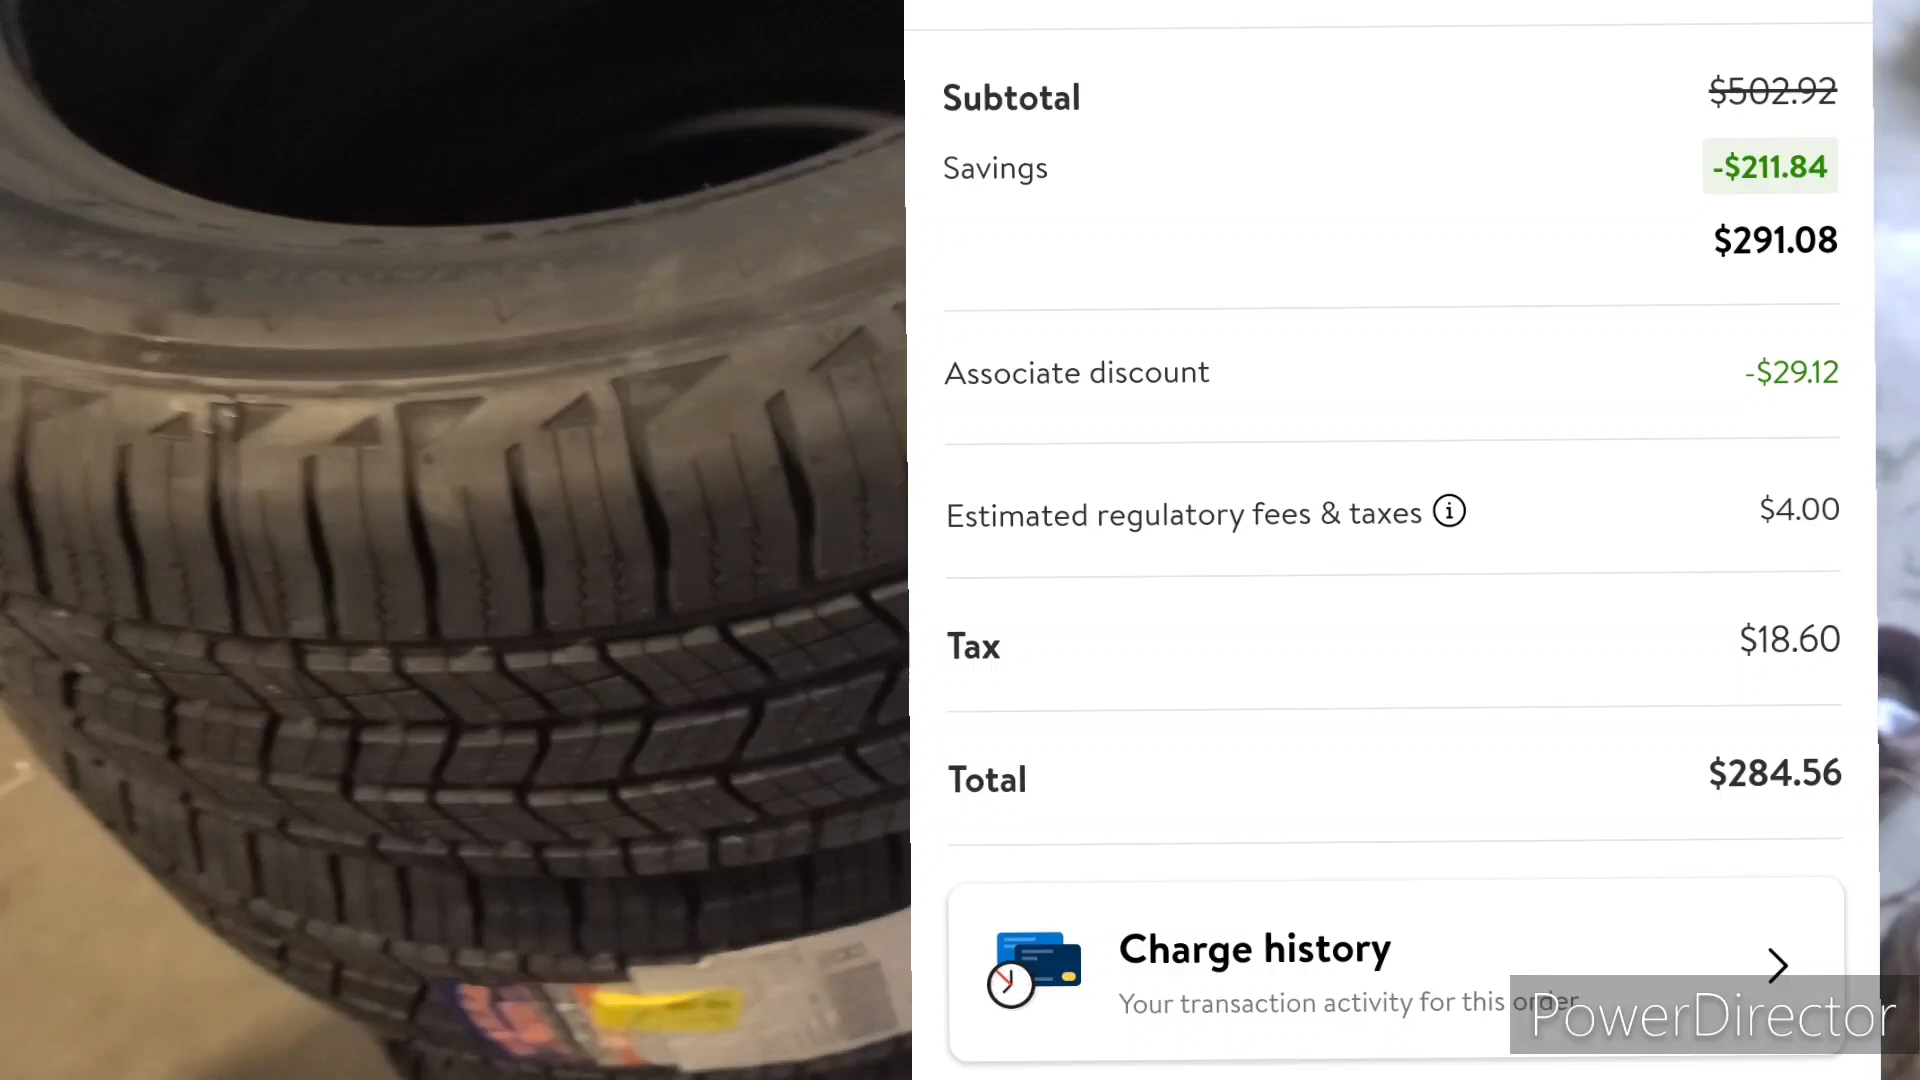 Subtotal $502.92
Savings -$211.84
$291.08
Associate discount -$29.12
Estimated regulatory fees & taxes $4.00
Tax $18.60
Total $284.56
Charge history
Your transaction activity for this order
PowerDirector